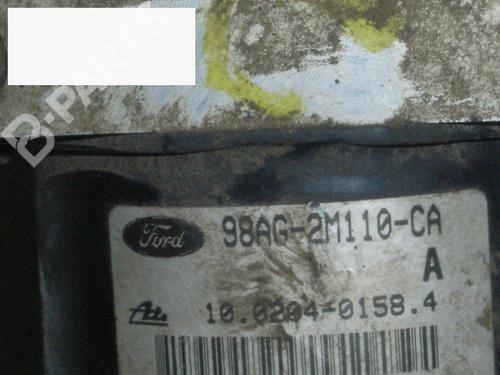 B-PARTS
Ford
98AG-2M110-CA
A
Ate
10.0204-0158.4